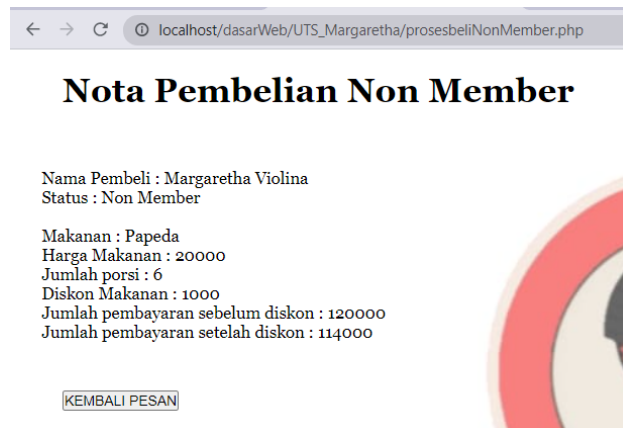 localhost/dasarWeb/UTS_Margaretha/prosesbeliNonMember.php
Nota Pembelian Non Member
Nama Pembeli : Margaretha Violina
Status : Non Member
Makanan : Papeda
Harga Makanan : 20000
Jumlah porsi : 6
Diskon Makanan : 1000
Jumlah pembayaran sebelum diskon : 120000
Jumlah pembayaran setelah diskon : 114000
KEMBALI PESAN